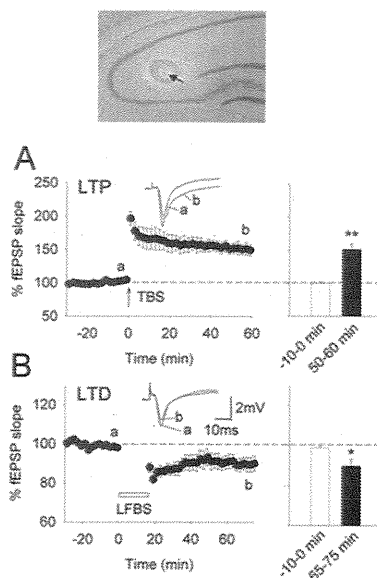 A
LTP
% fEPSP slope
250
200
150
100
50
a
b
a
b
TBS
-20 0 20 40 60
Time (min)
**
-10-0 min
50-60 min
B
LTD
% fEPSP slope
120
100
80
60
a
b
a
b
2mV
10ms
LFBS
-20 0 20 40 60
Time (min)
*
-10-0 min
65-75 min